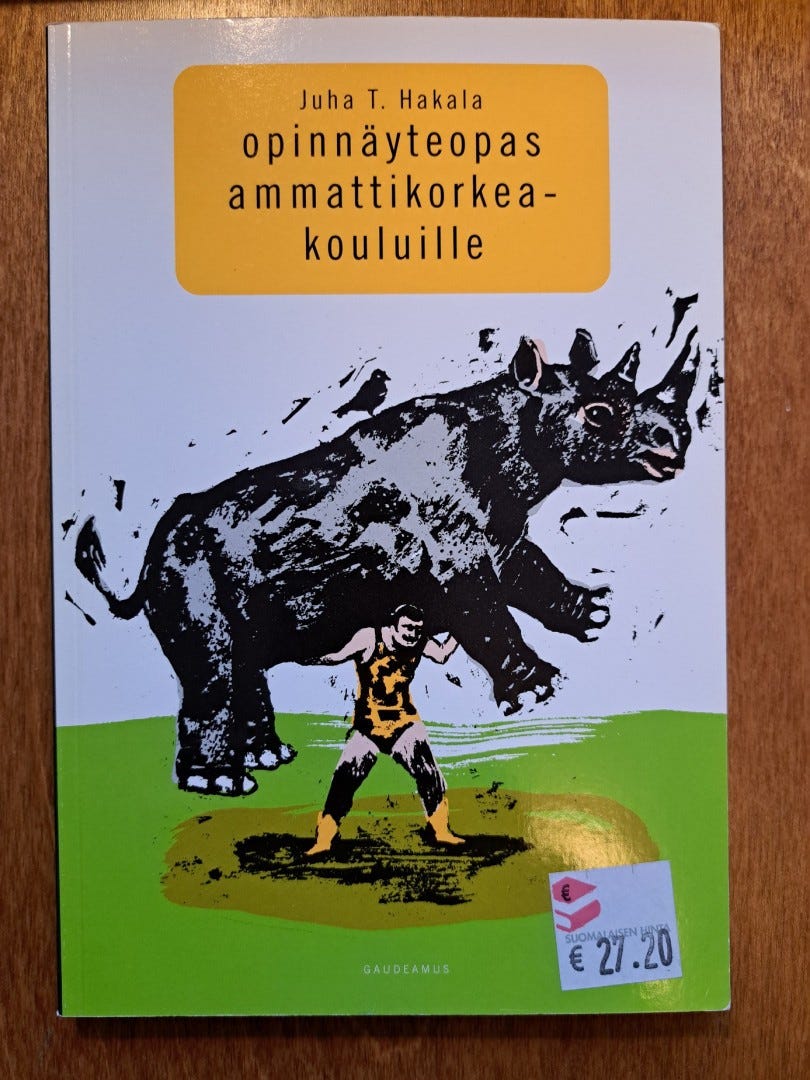 Juha T. Hakala
opinnäyteopas
ammattikorkea-
kouluille
GAUDEAMUS
€
SUOMALAISEN HINTA
€ 27.20